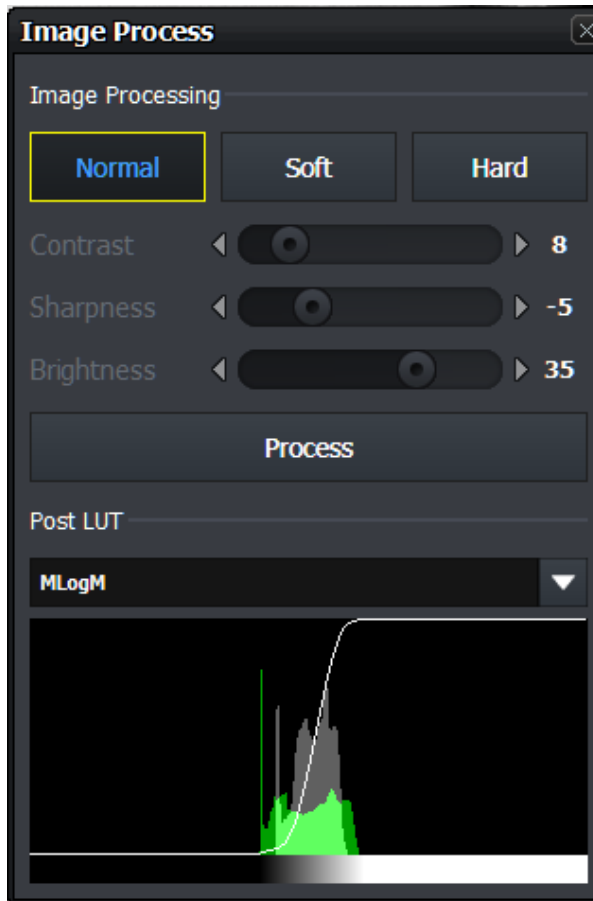 Image Process
Image Processing
Normal Soft Hard
Contrast 8
Sharpness -5
Brightness 35
Process
Post LUT
MLogM